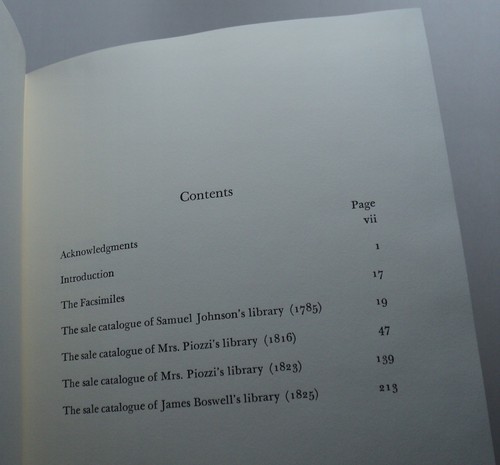 Contents
Page
Acknowledgments vii
Introduction 1
The Facsimiles 17
The sale catalogue of Samuel Johnson's library (1785) 19
The sale catalogue of Mrs. Piozzi's library (1816) 47
The sale catalogue of Mrs. Piozzi's library (1823) 139
The sale catalogue of James Boswell's library (1825) 213